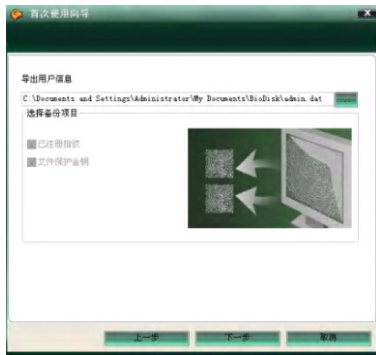 首次使用向导
导出用户信息
C:\Documents and Settings\Administrator\My Documents\BioDisk\admin.dat
选择备份项目
已注册指纹
文件保护金钥
上一步
下一步
取消